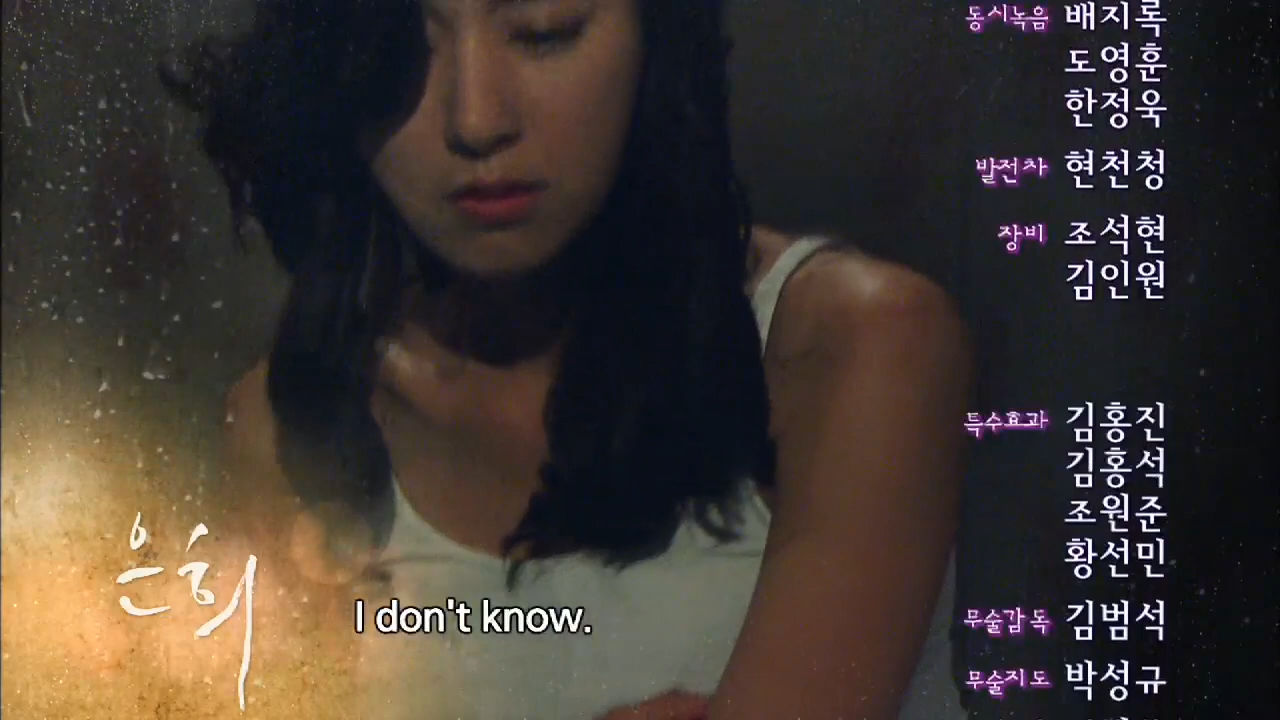 동시녹음 배지록
도영훈
한정욱
발전차 현천청
장비 조석현
김인원
특수효과 김홍진
김홍석
조원준
황선민
무술감독 김범석
무술지도 박성규
은희
I don't know.